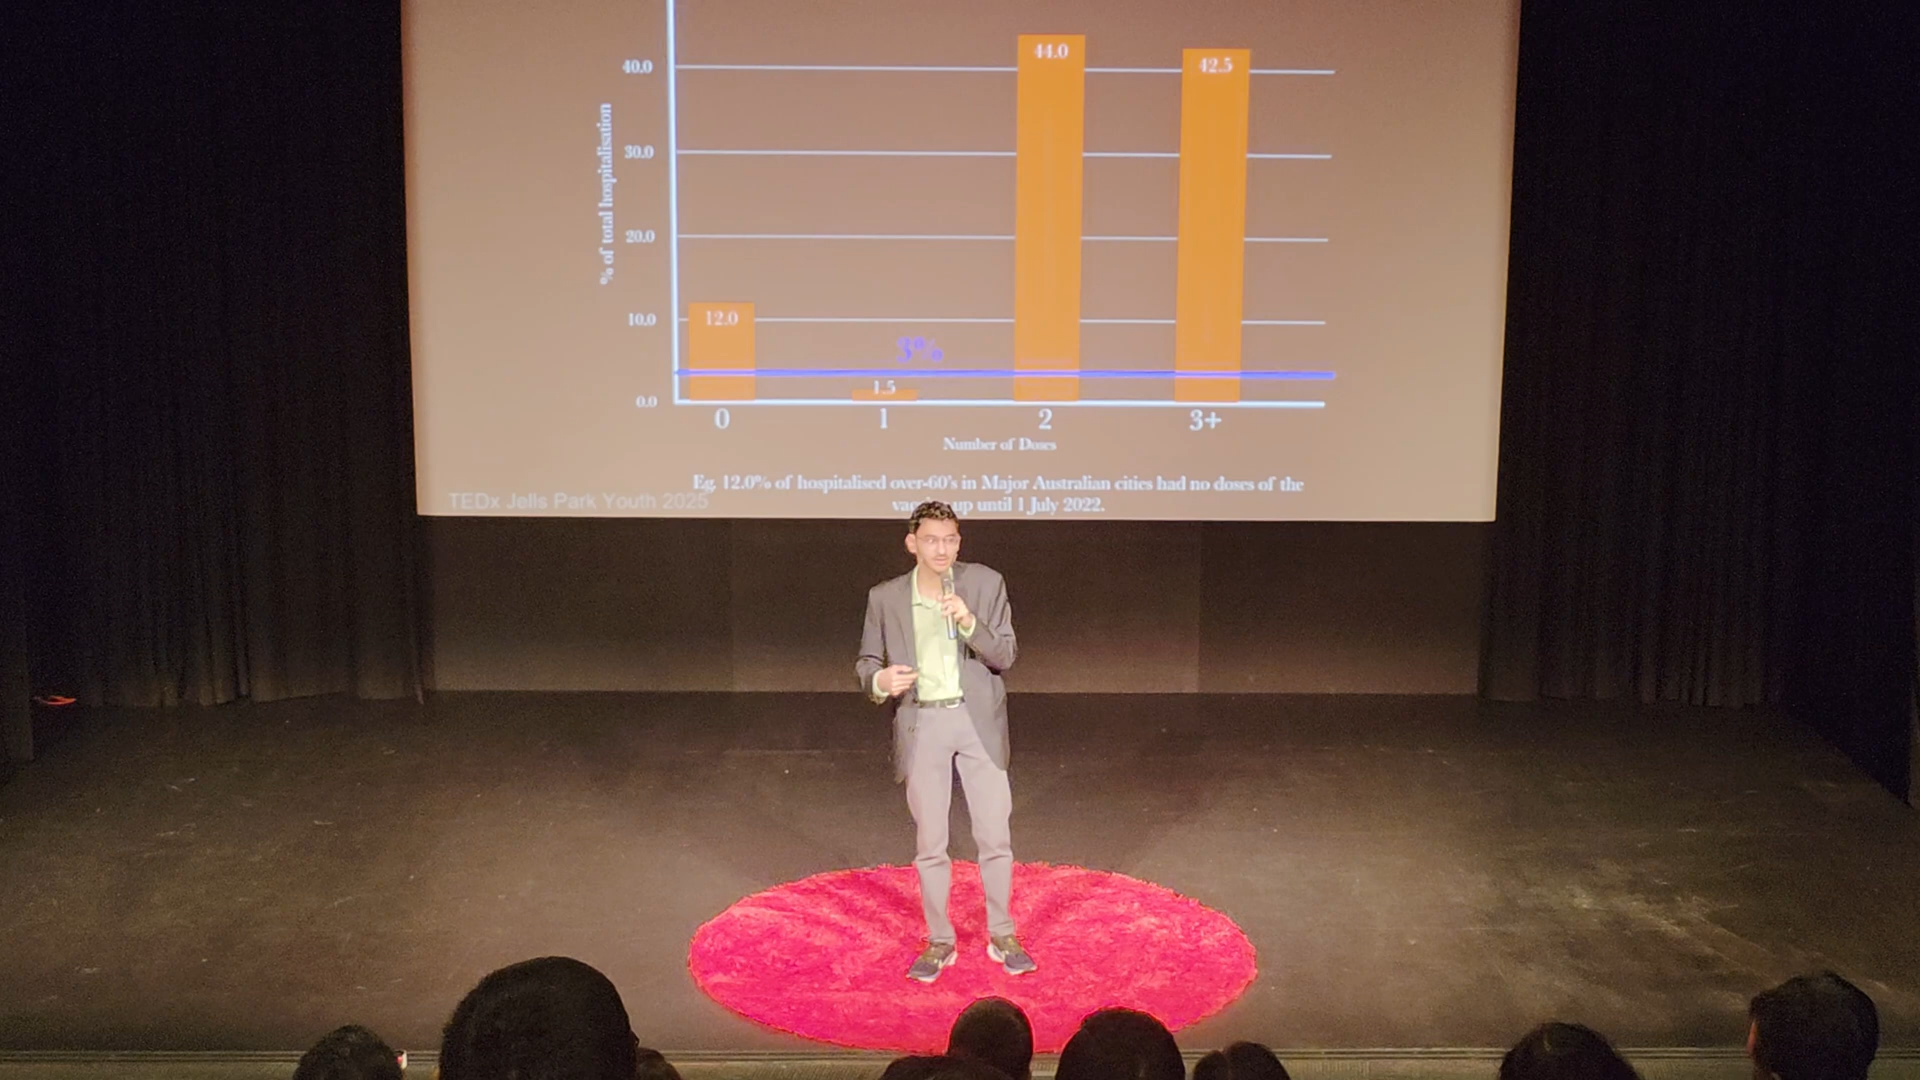 44.0
42.5
40.0
30.0
20.0
10.0
0.0
% of total hospitalisation
12.0
3%
1.5
0
1
2
3+
Number of Doses
Eg. 12.0% of hospitalised over-60's in Major Australian cities had no doses of the
up until 1 July 2022.
TEDx Jells Park Youth 2025